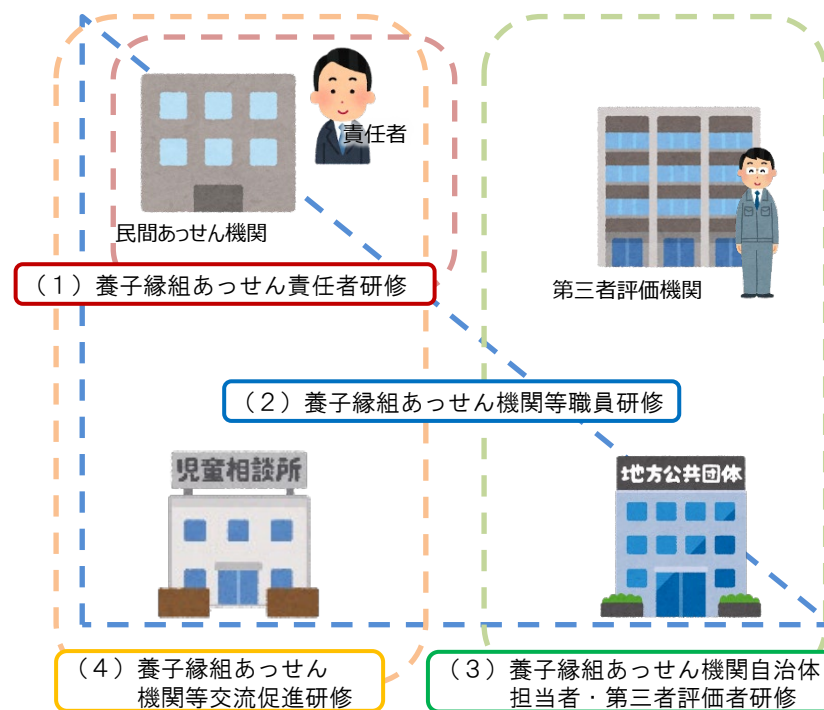 責任者
民間あっせん機関
(1)養子縁組あっせん責任者研修
第三者評価機関
(2)養子縁組あっせん機関等職員研修
児童相談所
地方公共団体
(4)養子縁組あっせん
機関等交流促進研修
(3)養子縁組あっせん機関自治体
担当者・第三者評価者研修